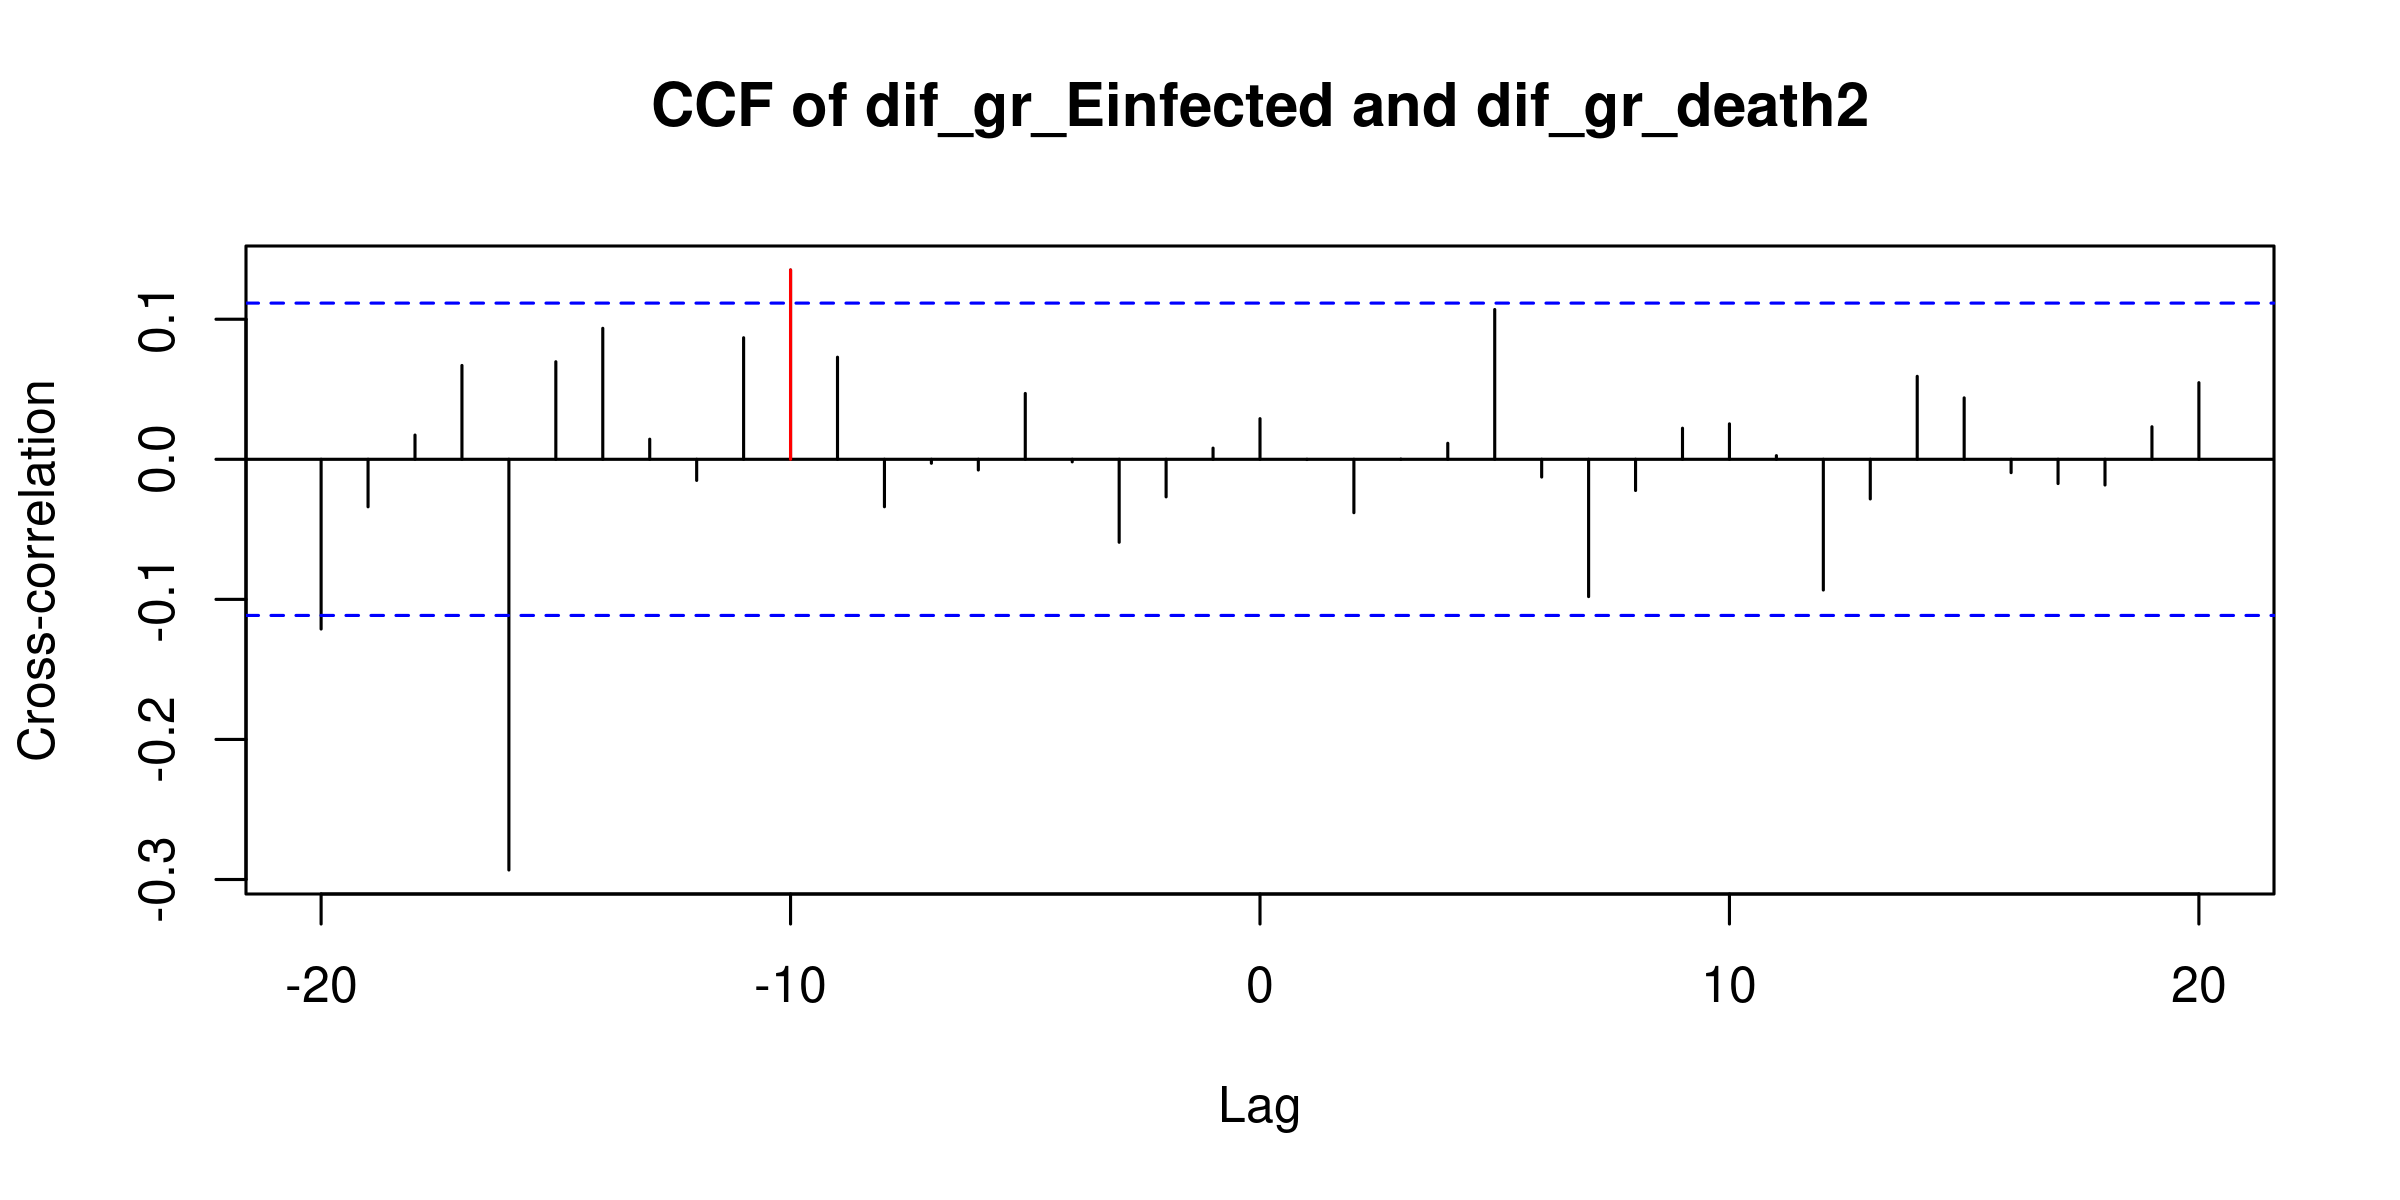 CCF of dif_gr_Einfected and dif_gr_death2
Cross-correlation
0.1
0.0
-0.1
-0.2
-0.3
-20 -10 0 10 20
Lag